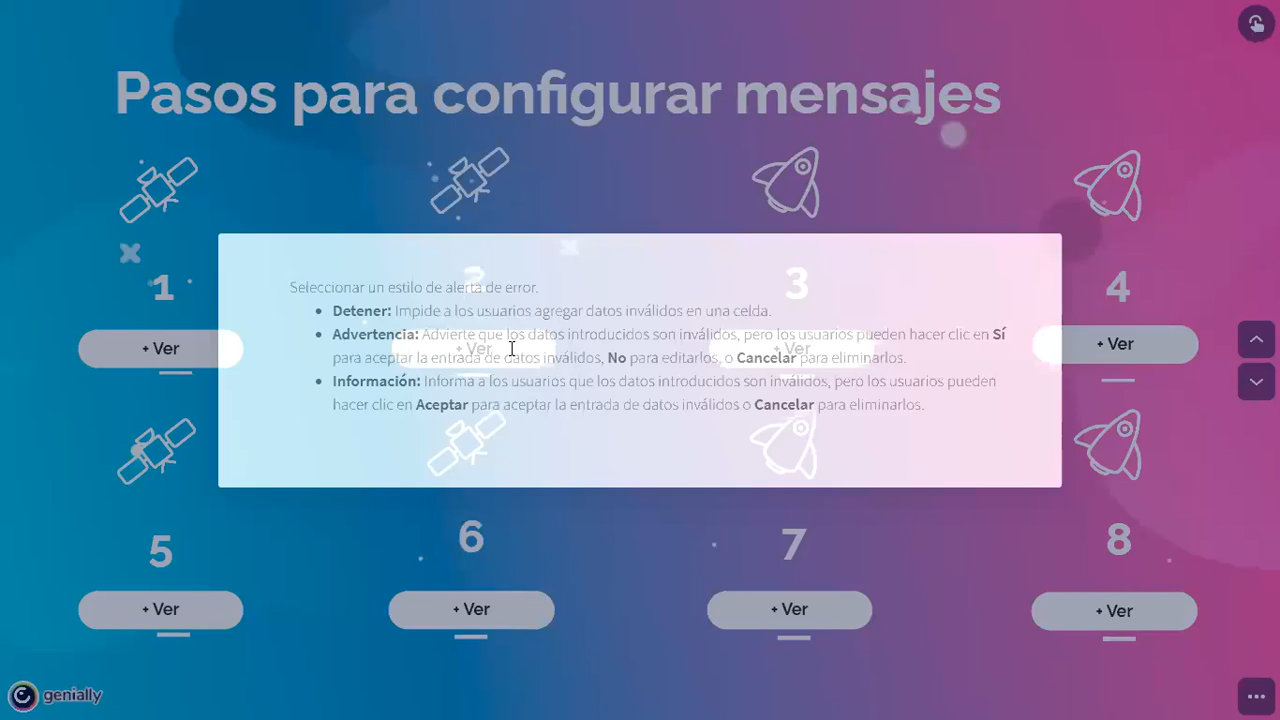 Pasos para configurar mensajes
1
2
3
4
Seleccionar un estilo de alerta de error.
• Detener: Impide a los usuarios agregar datos inválidos en una celda.
• Advertencia: Advierte que los datos introducidos son inválidos, pero los usuarios pueden hacer clic en Sí
para aceptar la entrada de datos inválidos, No para editarlos, o Cancelar para eliminarlos.
• Información: Informa a los usuarios que los datos introducidos son inválidos, pero los usuarios pueden
hacer clic en Aceptar para aceptar la entrada de datos inválidos o Cancelar para eliminarlos.
+ Ver
+ Ver
+ Ver
+ Ver
5
6
7
8
+ Ver
+ Ver
+ Ver
+ Ver
genially